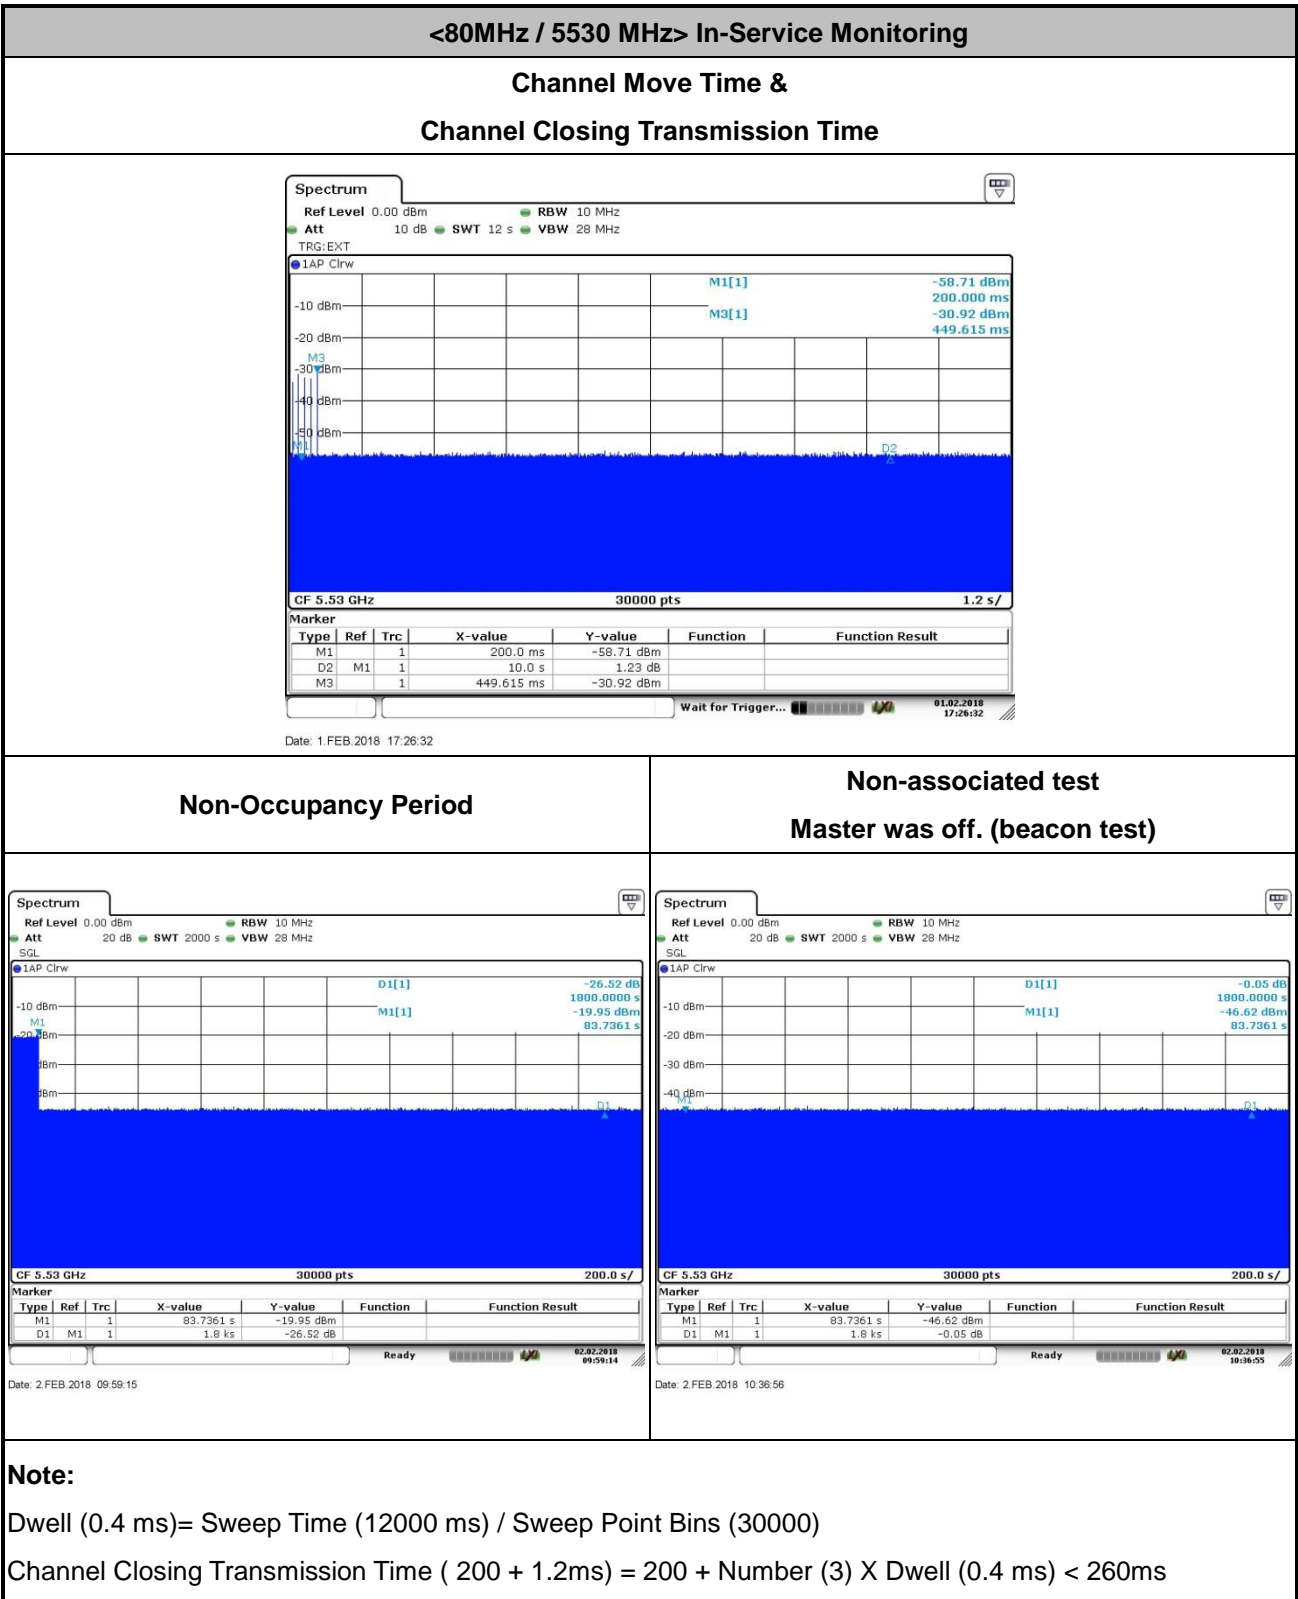 <80MHz / 5530 MHz> In-Service Monitoring
Channel Move Time &
Channel Closing Transmission Time
Spectrum
Ref Level 0.00 dBm RBW 10 MHz
Att 10 dB SWT 12 s VBW 28 MHz
TRG:EXT
1AP Clrw
M1[1] -58.71 dBm
200.000 ms
-10 dBm
M3[1] -30.92 dBm
449.615 ms
-20 dBm
M3
-30 dBm
-40 dBm
-50 dBm
M1 D2
CF 5.53 GHz 30000 pts 1.2 s/
Marker
Type Ref Trc X-value Y-value Function Function Result
M1 1 200.0 ms -58.71 dBm
D2 M1 1 10.0 s 1.23 dB
M3 1 449.615 ms -30.92 dBm
Wait for Trigger... LXI 01.02.2018
17:26:32
Date: 1.FEB.2018 17:26:32
Non-Occupancy Period
Non-associated test
Master was off. (beacon test)
Spectrum
Ref Level 0.00 dBm RBW 10 MHz
Att 20 dB SWT 2000 s VBW 28 MHz
SGL
1AP Clrw
D1[1] -26.52 dB
1800.0000 s
-10 dBm
M1[1] -19.95 dBm
83.7361 s
M1
-20 dBm
dBm
dBm
D1
CF 5.53 GHz 30000 pts 200.0 s/
Marker
Type Ref Trc X-value Y-value Function Function Result
M1 1 83.7361 s -19.95 dBm
D1 M1 1 1.8 ks -26.52 dB
Ready LXI 02.02.2018
09:59:14
Date: 2.FEB.2018 09:59:15
Spectrum
Ref Level 0.00 dBm RBW 10 MHz
Att 20 dB SWT 2000 s VBW 28 MHz
SGL
1AP Clrw
D1[1] -0.05 dB
1800.0000 s
-10 dBm
M1[1] -46.62 dBm
83.7361 s
-20 dBm
-30 dBm
-40 dBm
M1 D1
CF 5.53 GHz 30000 pts 200.0 s/
Marker
Type Ref Trc X-value Y-value Function Function Result
M1 1 83.7361 s -46.62 dBm
D1 M1 1 1.8 ks -0.05 dB
Ready LXI 02.02.2018
10:36:55
Date: 2.FEB.2018 10:36:56
Note:
Dwell (0.4 ms)= Sweep Time (12000 ms) / Sweep Point Bins (30000)
Channel Closing Transmission Time ( 200 + 1.2ms) = 200 + Number (3) X Dwell (0.4 ms) < 260ms